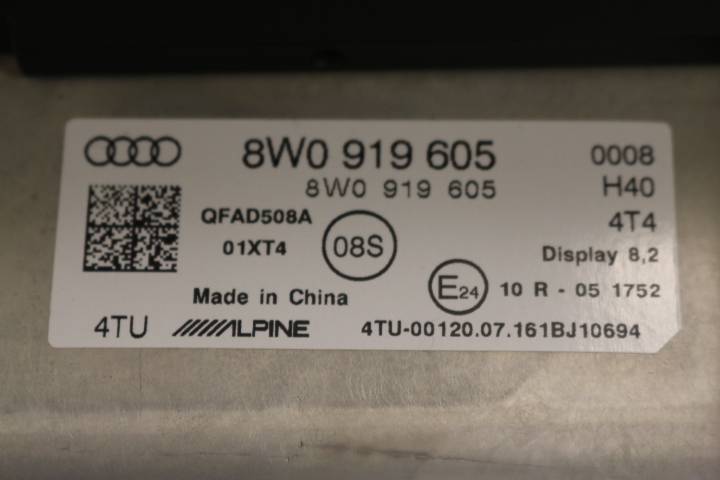 8W0 919 605 0008
8W0 919 605 H40
QFAD508A 4T4
01XT4 08S Display 8,2
Made in China E24 10 R - 05 1752
4TU ALPINE 4TU-00120.07.161BJ10694